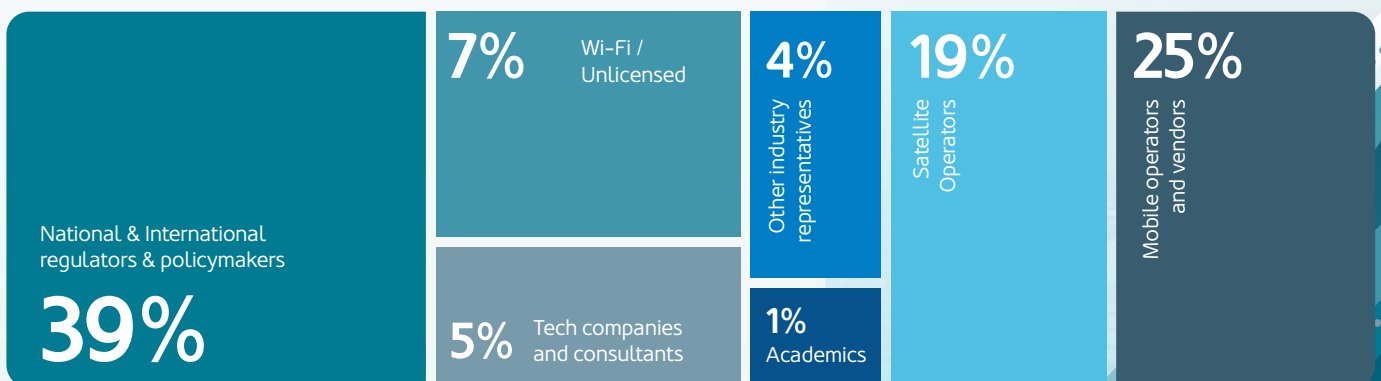 National & International
regulators & policymakers
39%
7%
Wi-Fi /
Unlicensed
5%
Tech companies
and consultants
4%
Other industry
representatives
1%
Academics
19%
Satellite
Operators
25%
Mobile operators
and vendors